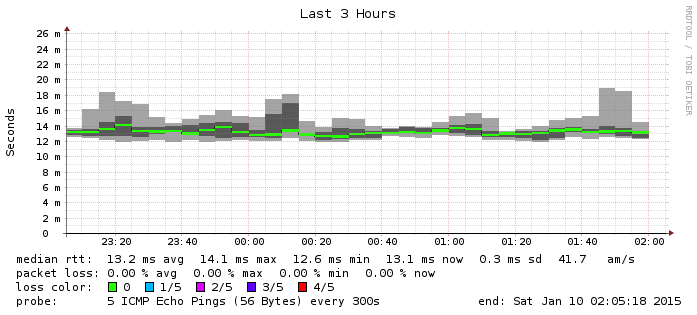 Last 3 Hours
RRDTOOL / TOBI OETIKER
Seconds
26 m
24 m
22 m
20 m
18 m
16 m
14 m
12 m
10 m
8 m
6 m
4 m
2 m
0
23:20 23:40 00:00 00:20 00:40 01:00 01:20 01:40 02:00
median rtt: 13.2 ms avg 14.1 ms max 12.6 ms min 13.1 ms now 0.3 ms sd 41.7 am/s
packet loss: 0.00 % avg 0.00 % max 0.00 % min 0.00 % now
loss color: 0 1/5 2/5 3/5 4/5
probe: 5 ICMP Echo Pings (56 Bytes) every 300s end: Sat Jan 10 02:05:18 2015